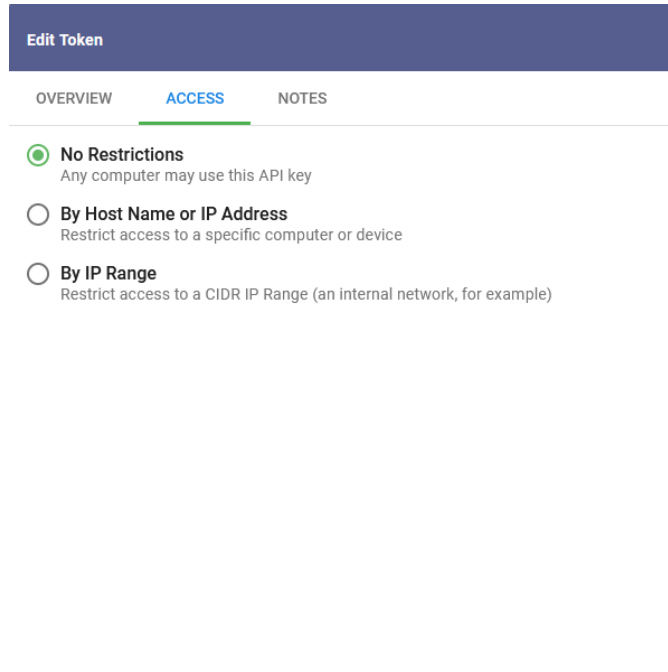 Edit Token
OVERVIEW ACCESS NOTES
No Restrictions
Any computer may use this API key
By Host Name or IP Address
Restrict access to a specific computer or device
By IP Range
Restrict access to a CIDR IP Range (an internal network, for example)